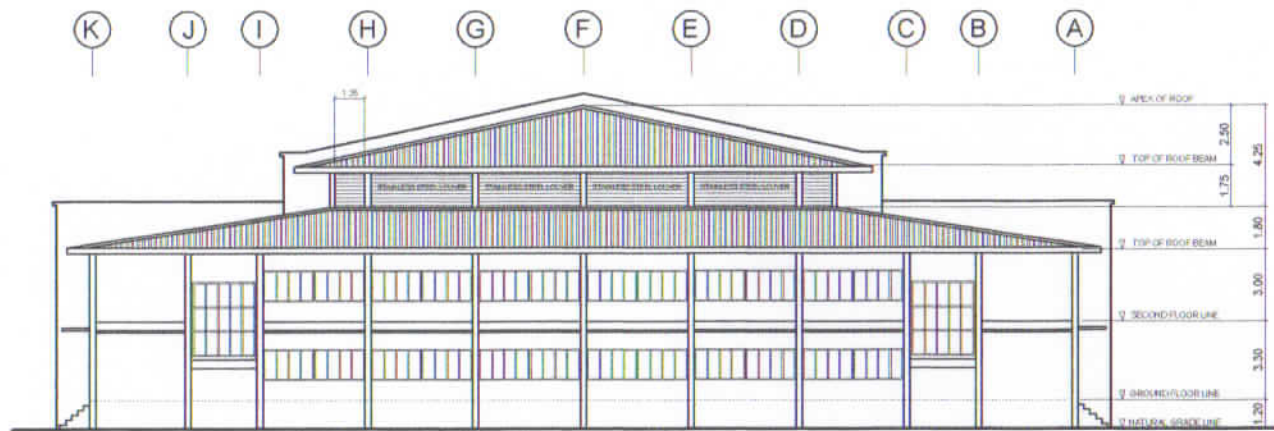 K J I H G F E D C B A
1.35
APEX OF ROOF
2.50
4.25
TOP OF ROOF BEAM
STAINLESS STEEL LOUVER STAINLESS STEEL LOUVER STAINLESS STEEL LOUVER STAINLESS STEEL LOUVER
1.75
1.80
TOP OF ROOF BEAM
3.00
SECOND FLOOR LINE
3.30
GROUND FLOOR LINE
1.20
NATURAL GRADE LINE